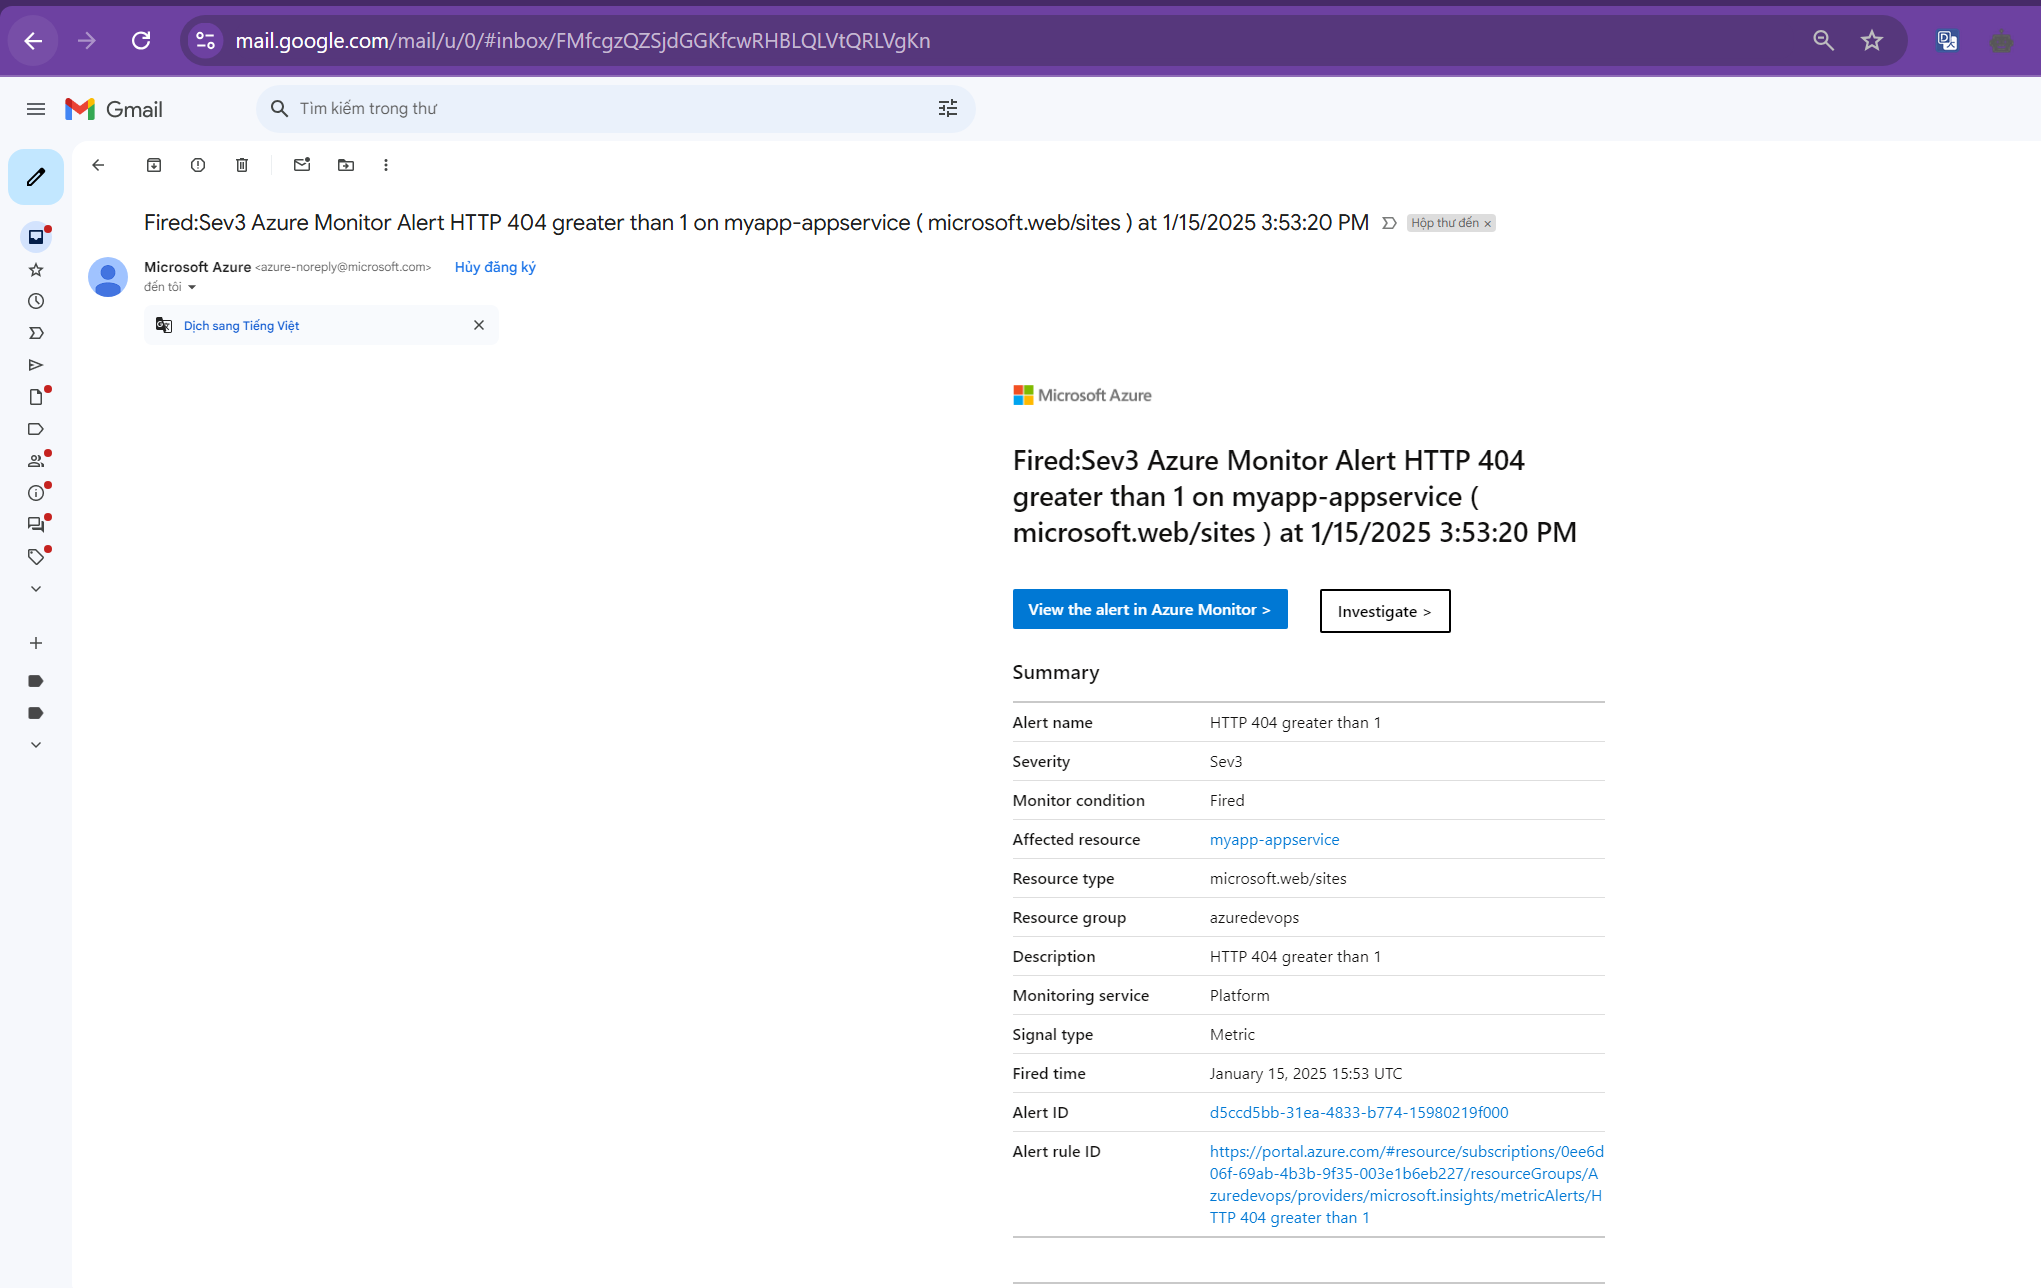 mail.google.com/mail/u/0/#inbox/FMfcgzQZSjdGGKfcwRHBLQLVtQRLVgKn
Gmail
Tìm kiếm trong thư
Fired:Sev3 Azure Monitor Alert HTTP 404 greater than 1 on myapp-appservice ( microsoft.web/sites ) at 1/15/2025 3:53:20 PM
Hộp thư đến ×
Microsoft Azure <azure-noreply@microsoft.com> Hủy đăng ký
đến tôi
Dịch sang Tiếng Việt
Microsoft Azure
Fired:Sev3 Azure Monitor Alert HTTP 404
greater than 1 on myapp-appservice (
microsoft.web/sites ) at 1/15/2025 3:53:20 PM
View the alert in Azure Monitor >
Investigate >
Summary
Alert name HTTP 404 greater than 1
Severity Sev3
Monitor condition Fired
Affected resource myapp-appservice
Resource type microsoft.web/sites
Resource group azuredevops
Description HTTP 404 greater than 1
Monitoring service Platform
Signal type Metric
Fired time January 15, 2025 15:53 UTC
Alert ID d5ccd5bb-31ea-4833-b774-15980219f000
Alert rule ID https://portal.azure.com/#resource/subscriptions/0ee6d
06f-69ab-4b3b-9f35-003e1b6eb227/resourceGroups/A
zuredevops/providers/microsoft.insights/metricAlerts/H
TTP 404 greater than 1